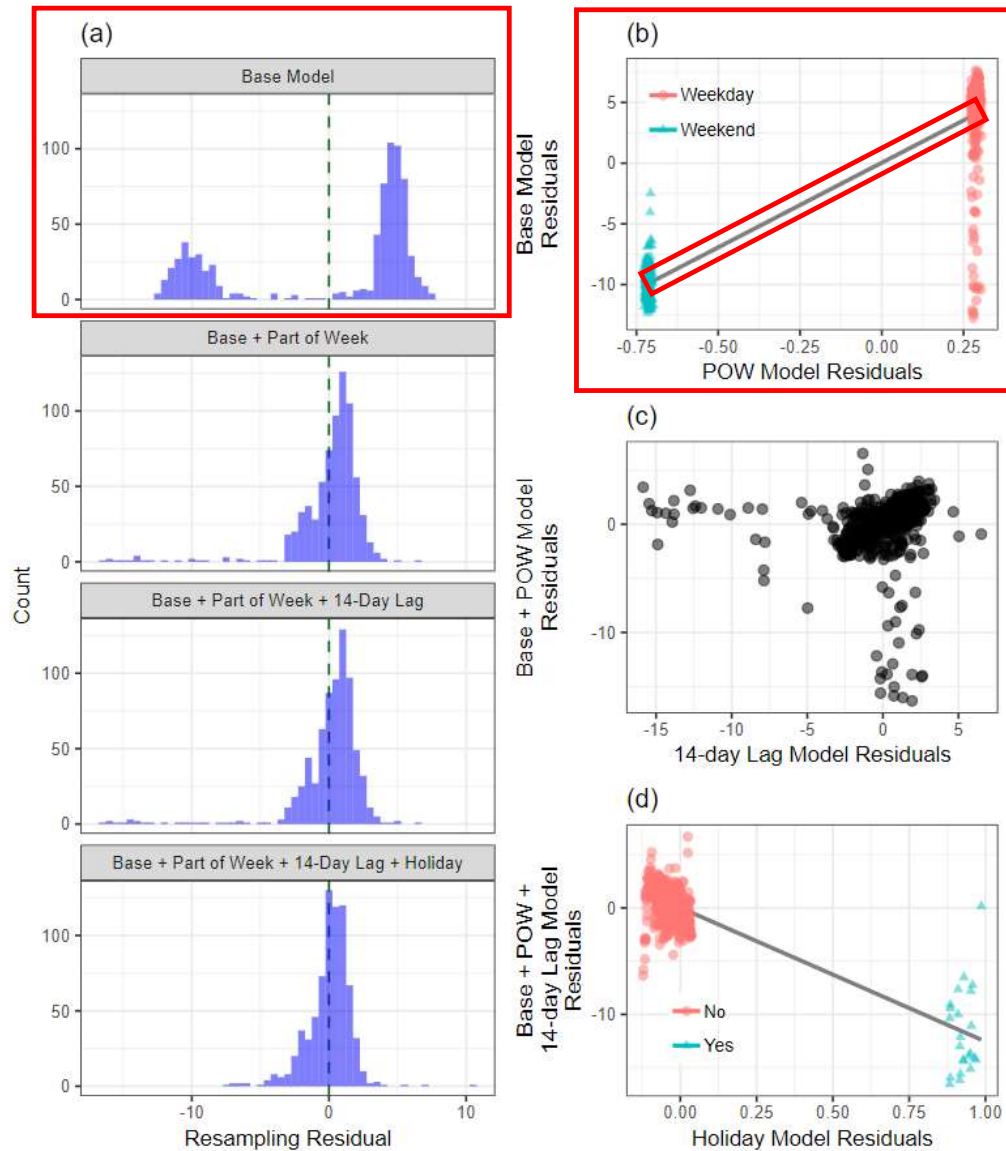 (a)
Base Model
100
50
0
Base + Part of Week
100
50
0
Base + Part of Week + 14-Day Lag
100
50
0
Base + Part of Week + 14-Day Lag + Holiday
100
50
0
-10 0 10
Resampling Residual
Count
(b)
Weekday
Weekend
5
0
-5
-10
-0.75 -0.50 -0.25 0.00 0.25
POW Model Residuals
Base Model
Residuals
(c)
0
-10
-15 -10 -5 0 5
14-day Lag Model Residuals
Base + POW Model
Residuals
(d)
0
-10
No
Yes
0.00 0.25 0.50 0.75 1.00
Holiday Model Residuals
Base + POW +
14-day Lag Model
Residuals